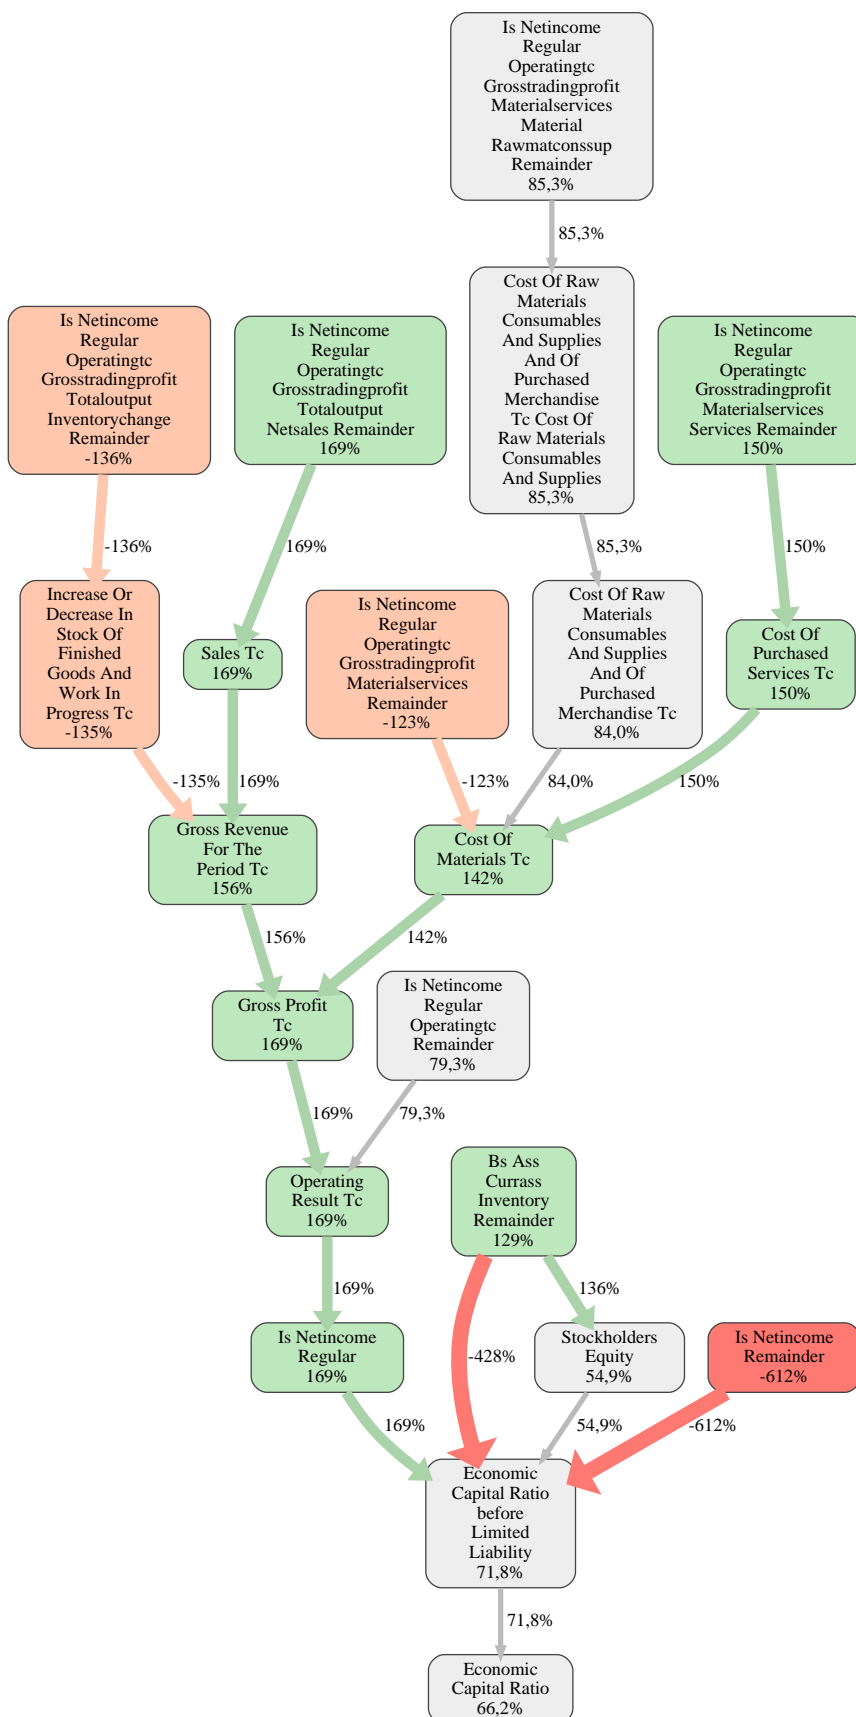 Is Netincome
Regular
Operatingtc
Grosstradingprofit
Materialservices
Material
Rawmatconssup
Remainder
85,3%
85,3%
Is Netincome
Regular
Operatingtc
Grosstradingprofit
Totaloutput
Inventorychange
Remainder
-136%
Is Netincome
Regular
Operatingtc
Grosstradingprofit
Totaloutput
Netsales Remainder
169%
Cost Of Raw
Materials
Consumables
And Supplies
And Of
Purchased
Merchandise
Tc Cost Of
Raw Materials
Consumables
And Supplies
85,3%
Is Netincome
Regular
Operatingtc
Grosstradingprofit
Materialservices
Services Remainder
150%
-136%
169%
85,3%
150%
Increase Or
Decrease In
Stock Of
Finished
Goods And
Work In
Progress Tc
-135%
Sales Tc
169%
Is Netincome
Regular
Operatingtc
Grosstradingprofit
Materialservices
Remainder
-123%
Cost Of Raw
Materials
Consumables
And Supplies
And Of
Purchased
Merchandise Tc
84,0%
Cost Of
Purchased
Services Tc
150%
-135%
169%
-123%
84,0%
150%
Gross Revenue
For The
Period Tc
156%
Cost Of
Materials Tc
142%
156%
142%
Gross Profit
Tc
169%
Is Netincome
Regular
Operatingtc
Remainder
79,3%
169%
79,3%
Operating
Result Tc
169%
Bs Ass
Currass
Inventory
Remainder
129%
169%
-428%
136%
Is Netincome
Regular
169%
Stockholders
Equity
54,9%
Is Netincome
Remainder
-612%
169%
54,9%
-612%
Economic
Capital Ratio
before
Limited
Liability
71,8%
71,8%
Economic
Capital Ratio
66,2%